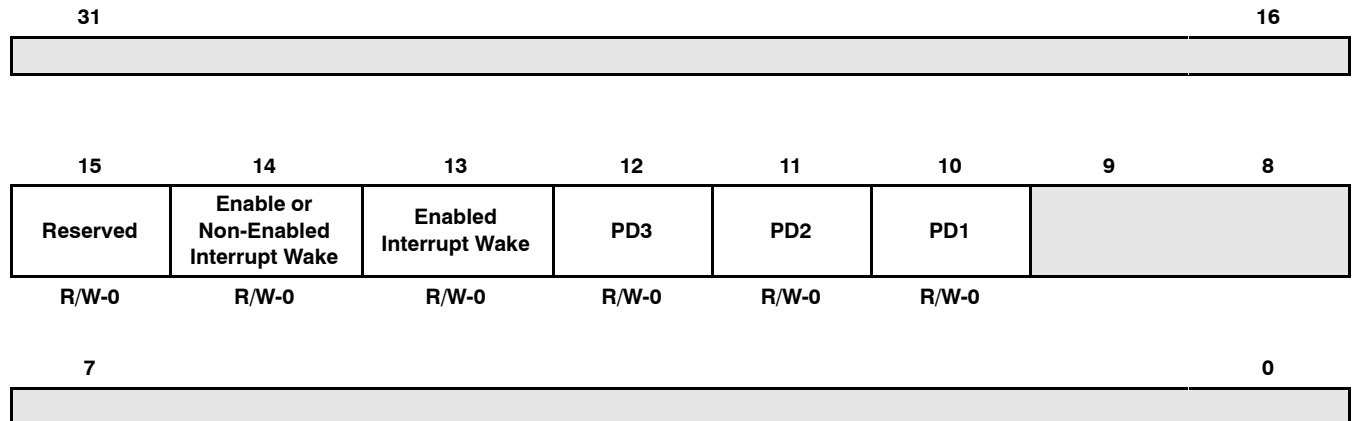 31 16
15 14 13 12 11 10 9 8
Reserved
Enable or
Non-Enabled
Interrupt Wake
Enabled
Interrupt Wake
PD3
PD2
PD1
R/W-0 R/W-0 R/W-0 R/W-0 R/W-0 R/W-0
7 0